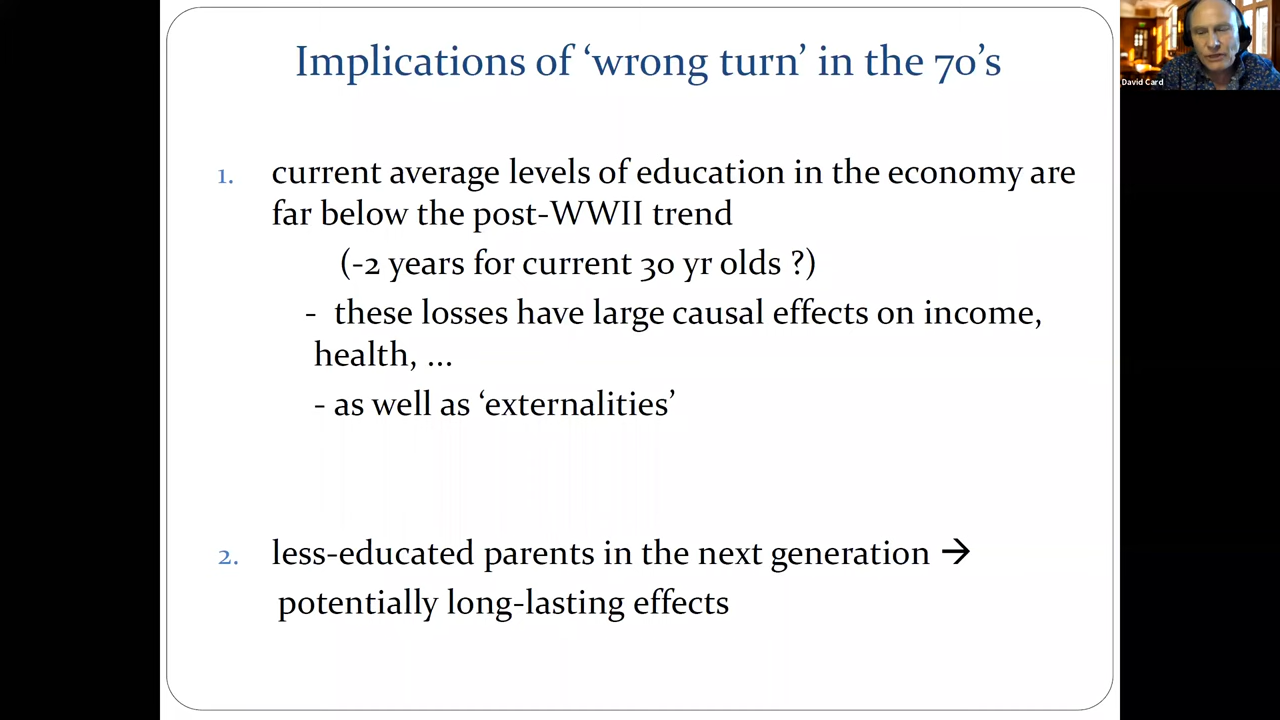 Implications of ‘wrong turn’ in the 70’s
David Card
1. current average levels of education in the economy are
far below the post-WWII trend
(-2 years for current 30 yr olds ?)
- these losses have large causal effects on income,
health, ...
- as well as ‘externalities’
2. less-educated parents in the next generation →
potentially long-lasting effects